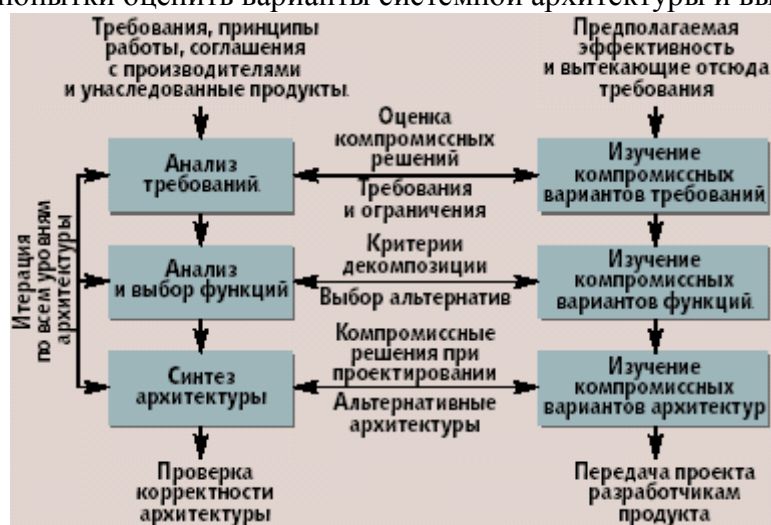 попытки оценить варианты системной архитектуры и вы
Требования, принципы
работы, соглашения
с производителями
и унаследованные продукты
Предполагаемая
эффективность
и вытекающие отсюда
требования
Анализ
требований
Оценка
компромиссных
решений
Требования
и ограничения
Изучение
компромиссных
вариантов требований
Итерация
по всем уровням
архитектуры
Анализ
и выбор функций
Критерии
декомпозиции
Выбор альтернатив
Изучение
компромиссных
вариантов функций
Синтез
архитектуры
Компромиссные
решения при
проектировании
Альтернативные
архитектуры
Изучение
компромиссных
вариантов архитектур
Проверка
корректности
архитектуры
Передача проекта
разработчикам
продукта